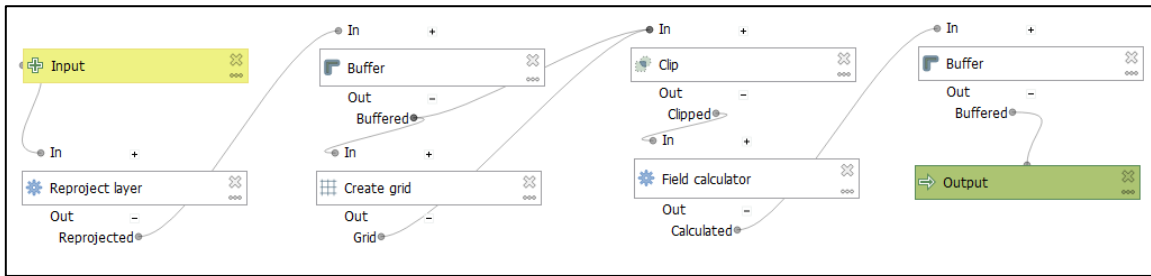 Input
In +
Reproject layer
Out -
Reprojected
In +
Buffer
Out -
Buffered
In +
Create grid
Out -
Grid
In +
Clip
Out -
Clipped
In +
Field calculator
Out -
Calculated
In +
Buffer
Out -
Buffered
Output